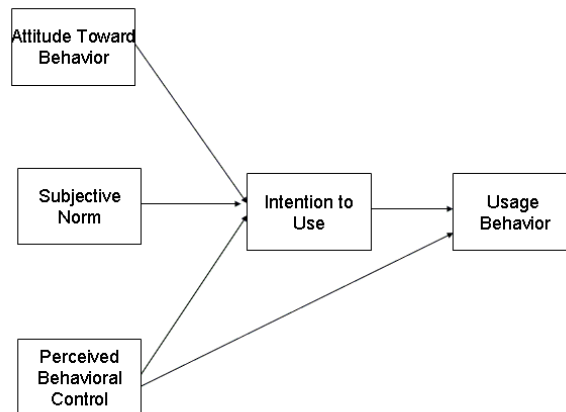 Attitude Toward
Behavior
Subjective
Norm
Intention to
Use
Usage
Behavior
Perceived
Behavioral
Control